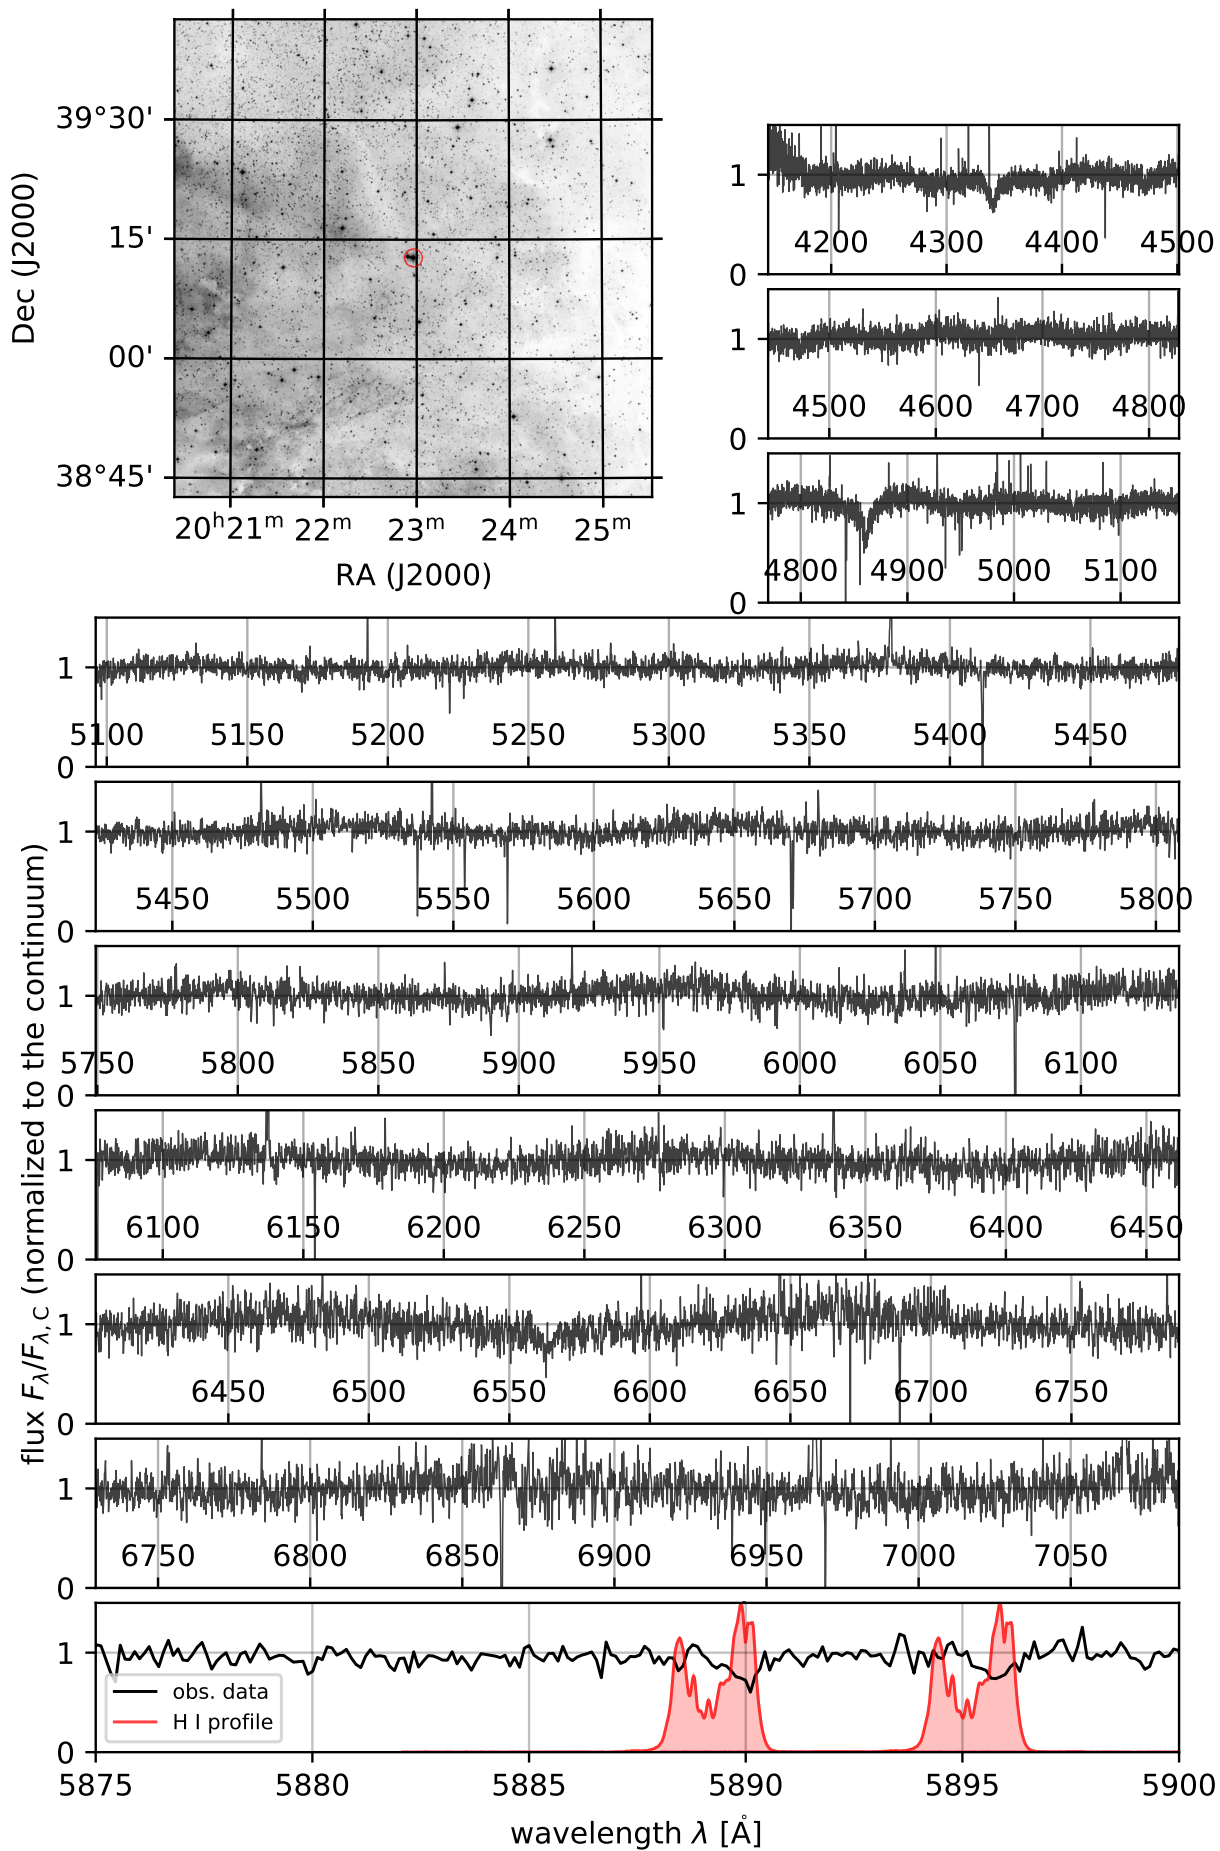 39°30'
15'
00'
38°45'
Dec (J2000)
20ʰ21ᵐ 22ᵐ 23ᵐ 24ᵐ 25ᵐ
RA (J2000)
1
0
4200 4300 4400 4500
1
0
4500 4600 4700 4800
1
0
4800 4900 5000 5100
flux Fλ/Fλ,C (normalized to the continuum)
1
0
5100 5150 5200 5250 5300 5350 5400 5450
1
0
5450 5500 5550 5600 5650 5700 5750 5800
1
0
5750 5800 5850 5900 5950 6000 6050 6100
1
0
6100 6150 6200 6250 6300 6350 6400 6450
1
0
6450 6500 6550 6600 6650 6700 6750
1
0
6750 6800 6850 6900 6950 7000 7050
1
0
obs. data
H I profile
5875 5880 5885 5890 5895 5900
wavelength λ [Å]